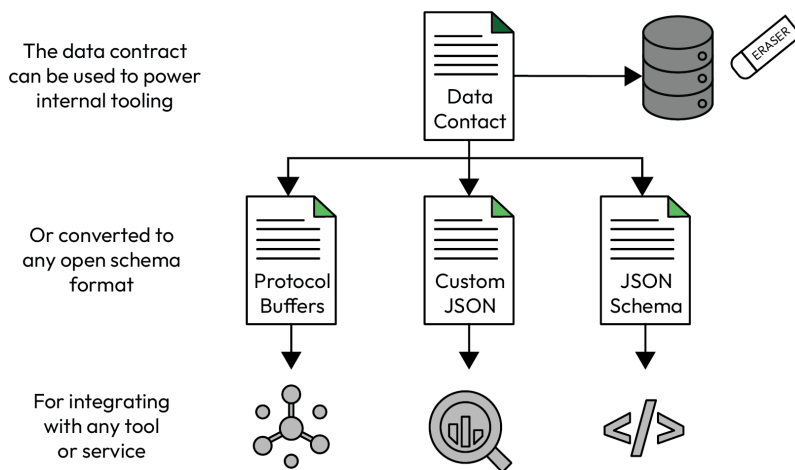 The data contract
can be used to power
internal tooling
Data
Contact
ERASER
Or converted to
any open schema
format
Protocol
Buffers
Custom
JSON
JSON
Schema
For integrating
with any tool
or service
</>